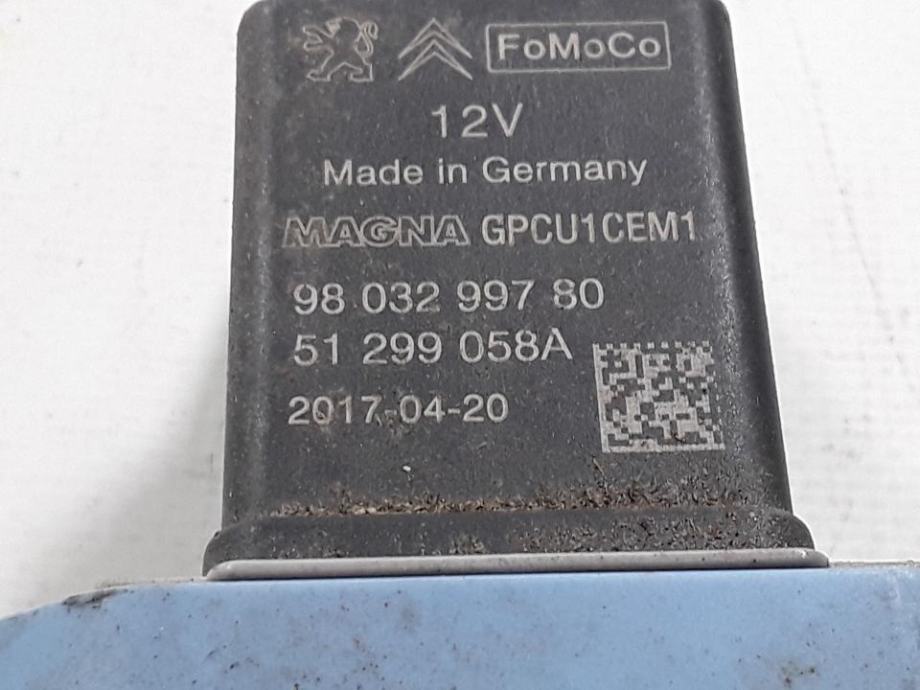 FoMoCo
12V
Made in Germany
MAGNA GPCU1CEM1
98 032 997 80
51 299 058A
2017-04-20